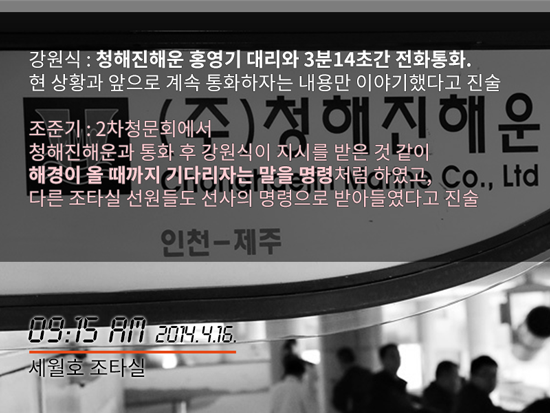 강원식 : 청해진해운 홍영기 대리와 3분14초간 전화통화.
현 상황과 앞으로 계속 통화하자는 내용만 이야기했다고 진술
조준기 : 2차청문회에서
청해진해운과 통화 후 강원식이 지시를 받은 것 같이
해경이 올 때까지 기다리자는 말을 명령처럼 하였고,
다른 조타실 선원들도 선사의 명령으로 받아들였다고 진술
(주)청해진해운
Chonghaejin Marine Co., Ltd
인천-제주
09:15 AM 2014.4.16.
세월호 조타실